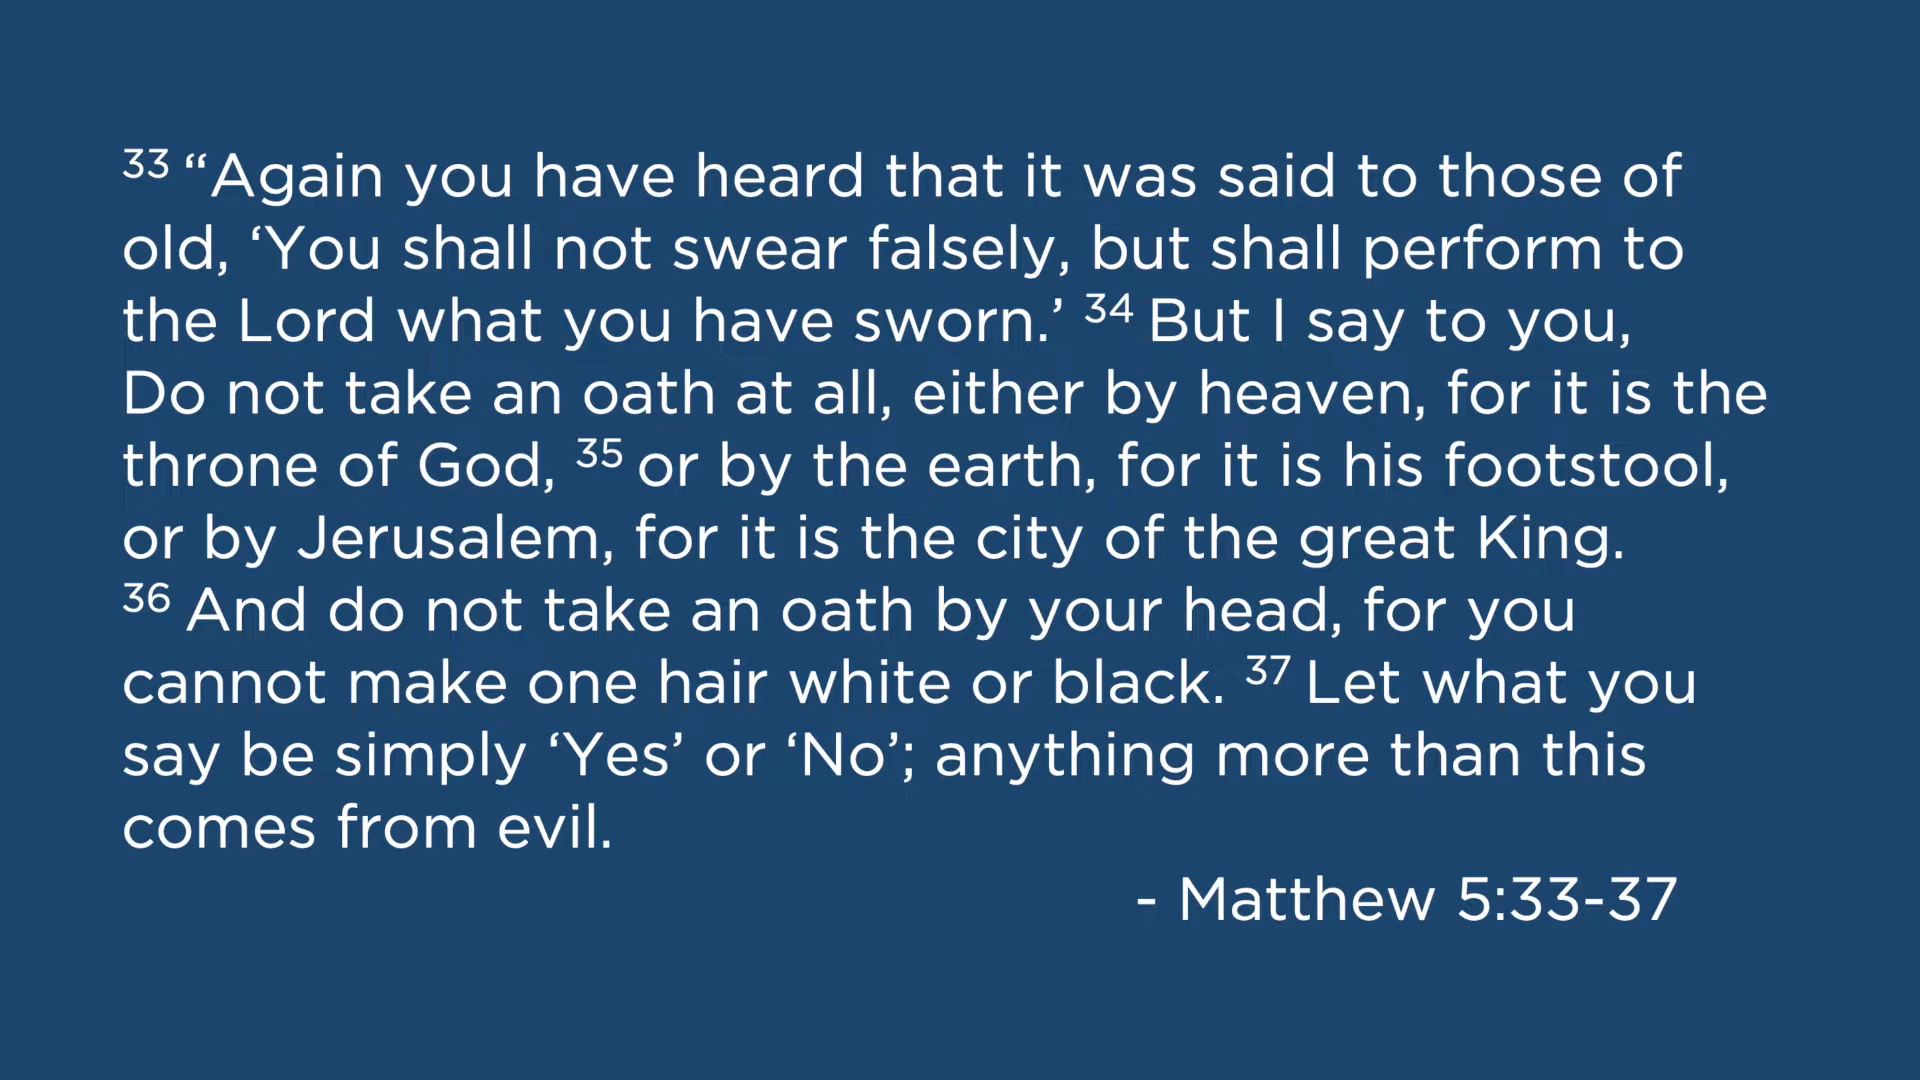 33 “Again you have heard that it was said to those of
old, ‘You shall not swear falsely, but shall perform to
the Lord what you have sworn.’ 34 But I say to you,
Do not take an oath at all, either by heaven, for it is the
throne of God, 35 or by the earth, for it is his footstool,
or by Jerusalem, for it is the city of the great King.
36 And do not take an oath by your head, for you
cannot make one hair white or black. 37 Let what you
say be simply ‘Yes’ or ‘No’; anything more than this
comes from evil.
- Matthew 5:33-37